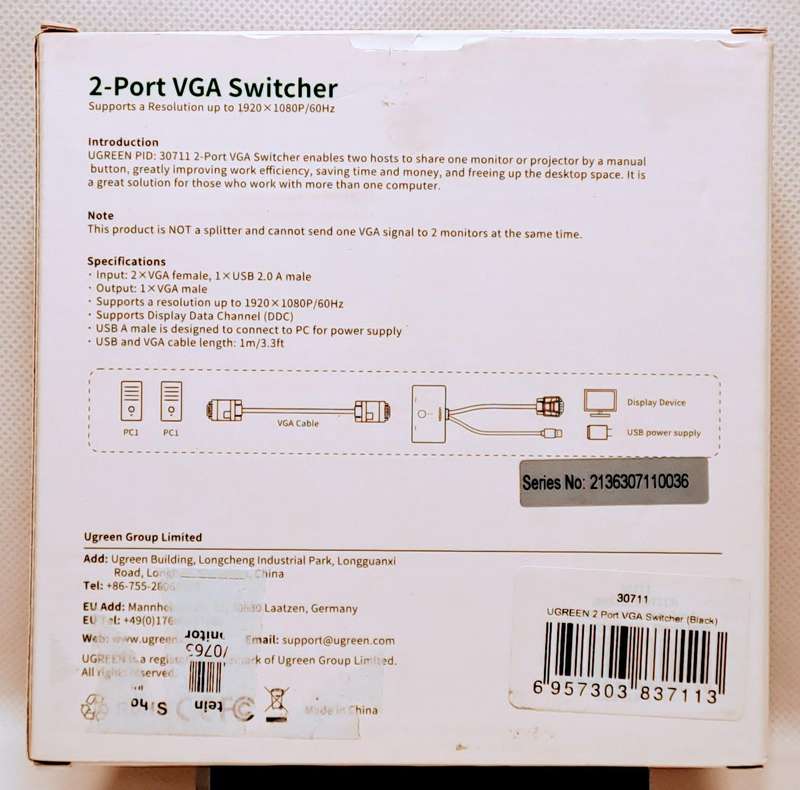 2-Port VGA Switcher
Supports a Resolution up to 1920×1080P/60Hz
Introduction
UGREEN PID: 30711 2-Port VGA Switcher enables two hosts to share one monitor or projector by a manual
button, greatly improving work efficiency, saving time and money, and freeing up the desktop space. It is
a great solution for those who work with more than one computer.
Note
This product is NOT a splitter and cannot send one VGA signal to 2 monitors at the same time.
Specifications
· Input: 2×VGA female, 1×USB 2.0 A male
· Output: 1×VGA male
· Supports a resolution up to 1920×1080P/60Hz
· Supports Display Data Channel (DDC)
· USB A male is designed to connect to PC for power supply
· USB and VGA cable length: 1m/3.3ft
PC1 PC1 VGA Cable Display Device
USB power supply
Series No: 2136307110036
Ugreen Group Limited
Add: Ugreen Building, Longcheng Industrial Park, Longguanxi
Road, China
Tel: +86-755-
EU Add: Laatzen, Germany
EU Tel: +49(0)176
Web: Email: support@ugreen.com
UGREEN is a of Ugreen Group Limited.
All
Made in China
30711
UGREEN 2 Port VGA Switcher (Black)
6 957303 837113